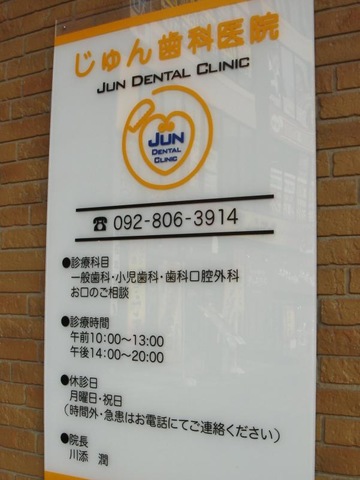 じゅん歯科医院
JUN DENTAL CLINIC
JUN
DENTAL
CLINIC
☎ 092-806-3914
●診療科目
一般歯科・小児歯科・歯科口腔外科
お口のご相談
●診療時間
午前10:00〜13:00
午後14:00〜20:00
●休診日
月曜日・祝日
(時間外・急患はお電話にてご連絡ください)
●院長
川添 潤